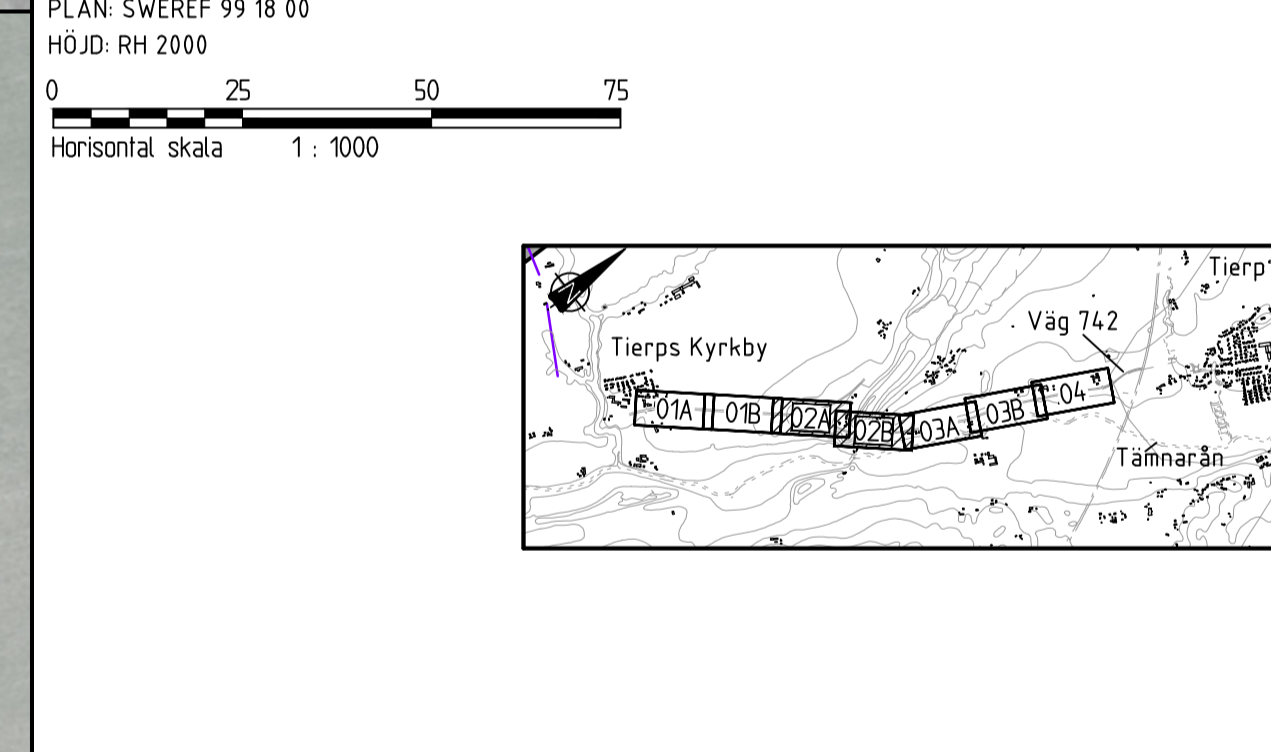 PLAN: SWEREF 99 18 00
HÖJD: RH 2000
0 25 50 75
Horisontal skala 1 : 1000
N
Tierp
Väg 742
Tierps Kyrkby
01A 01B 02A 02B 03A 03B 04
Tämnarån